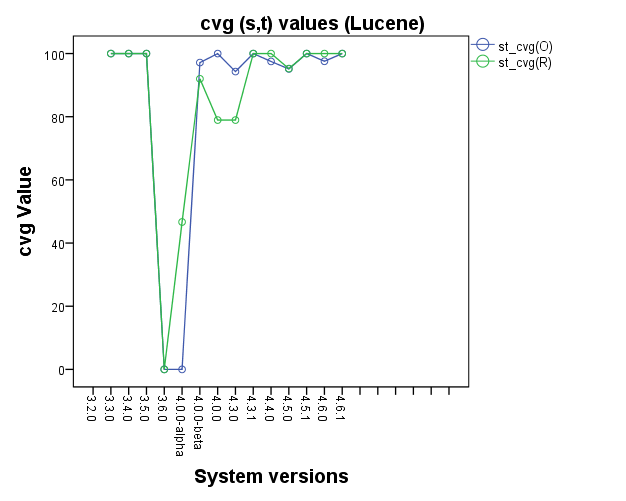 cvg (s,t) values (Lucene)
st_cvg(O)
st_cvg(R)
cvg Value
100
80
60
40
20
0
3.2.0
3.3.0
3.4.0
3.5.0
3.6.0
4.0.0-alpha
4.0.0-beta
4.0.0
4.3.0
4.3.1
4.4.0
4.5.0
4.5.1
4.6.0
4.6.1
System versions